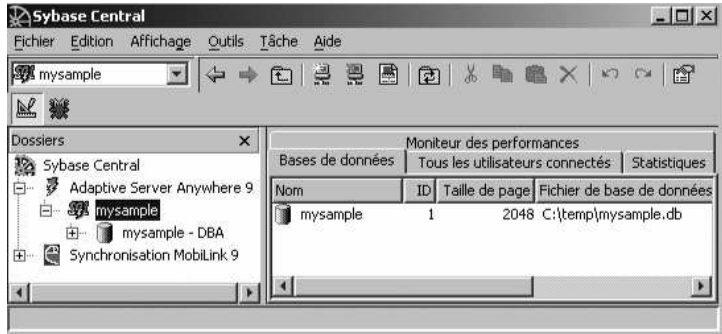 Sybase Central
Fichier Edition Affichage Outils Tâche Aide
mysample
Dossiers
Sybase Central
Adaptive Server Anywhere 9
mysample
mysample - DBA
Synchronisation MobiLink 9
Moniteur des performances
Bases de données Tous les utilisateurs connectés Statistiques
Nom ID Taille de page Fichier de base de données
mysample 1 2048 C:\temp\mysample.db